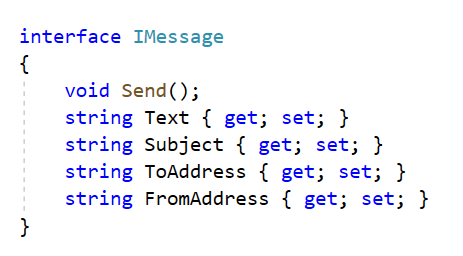 interface IMessage
{
    void Send();
    string Text { get; set; }
    string Subject { get; set; }
    string ToAddress { get; set; }
    string FromAddress { get; set; }
}